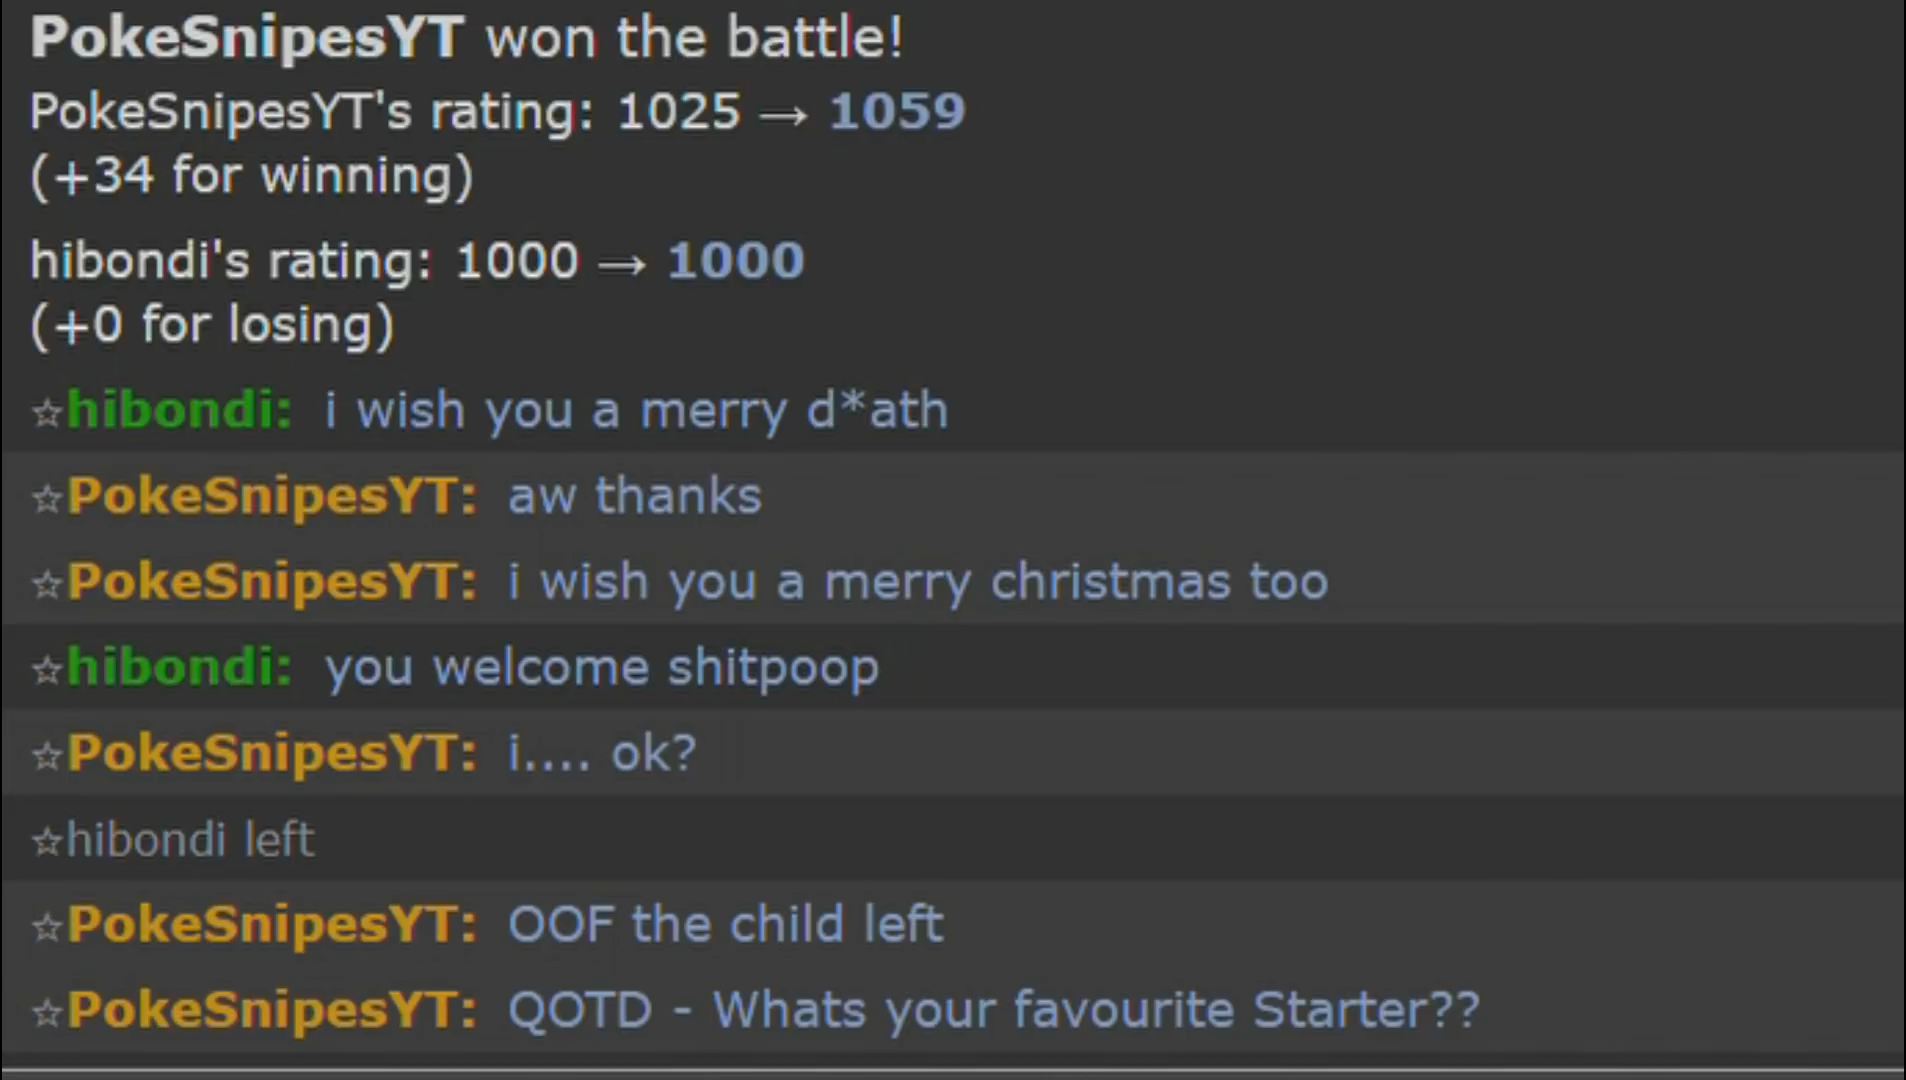 PokeSnipesYT won the battle!
PokeSnipesYT's rating: 1025 → 1059
(+34 for winning)
hibondi's rating: 1000 → 1000
(+0 for losing)
☆hibondi: i wish you a merry d*ath
☆PokeSnipesYT: aw thanks
☆PokeSnipesYT: i wish you a merry christmas too
☆hibondi: you welcome shitpoop
☆PokeSnipesYT: i.... ok?
☆hibondi left
☆PokeSnipesYT: OOF the child left
☆PokeSnipesYT: QOTD - Whats your favourite Starter??